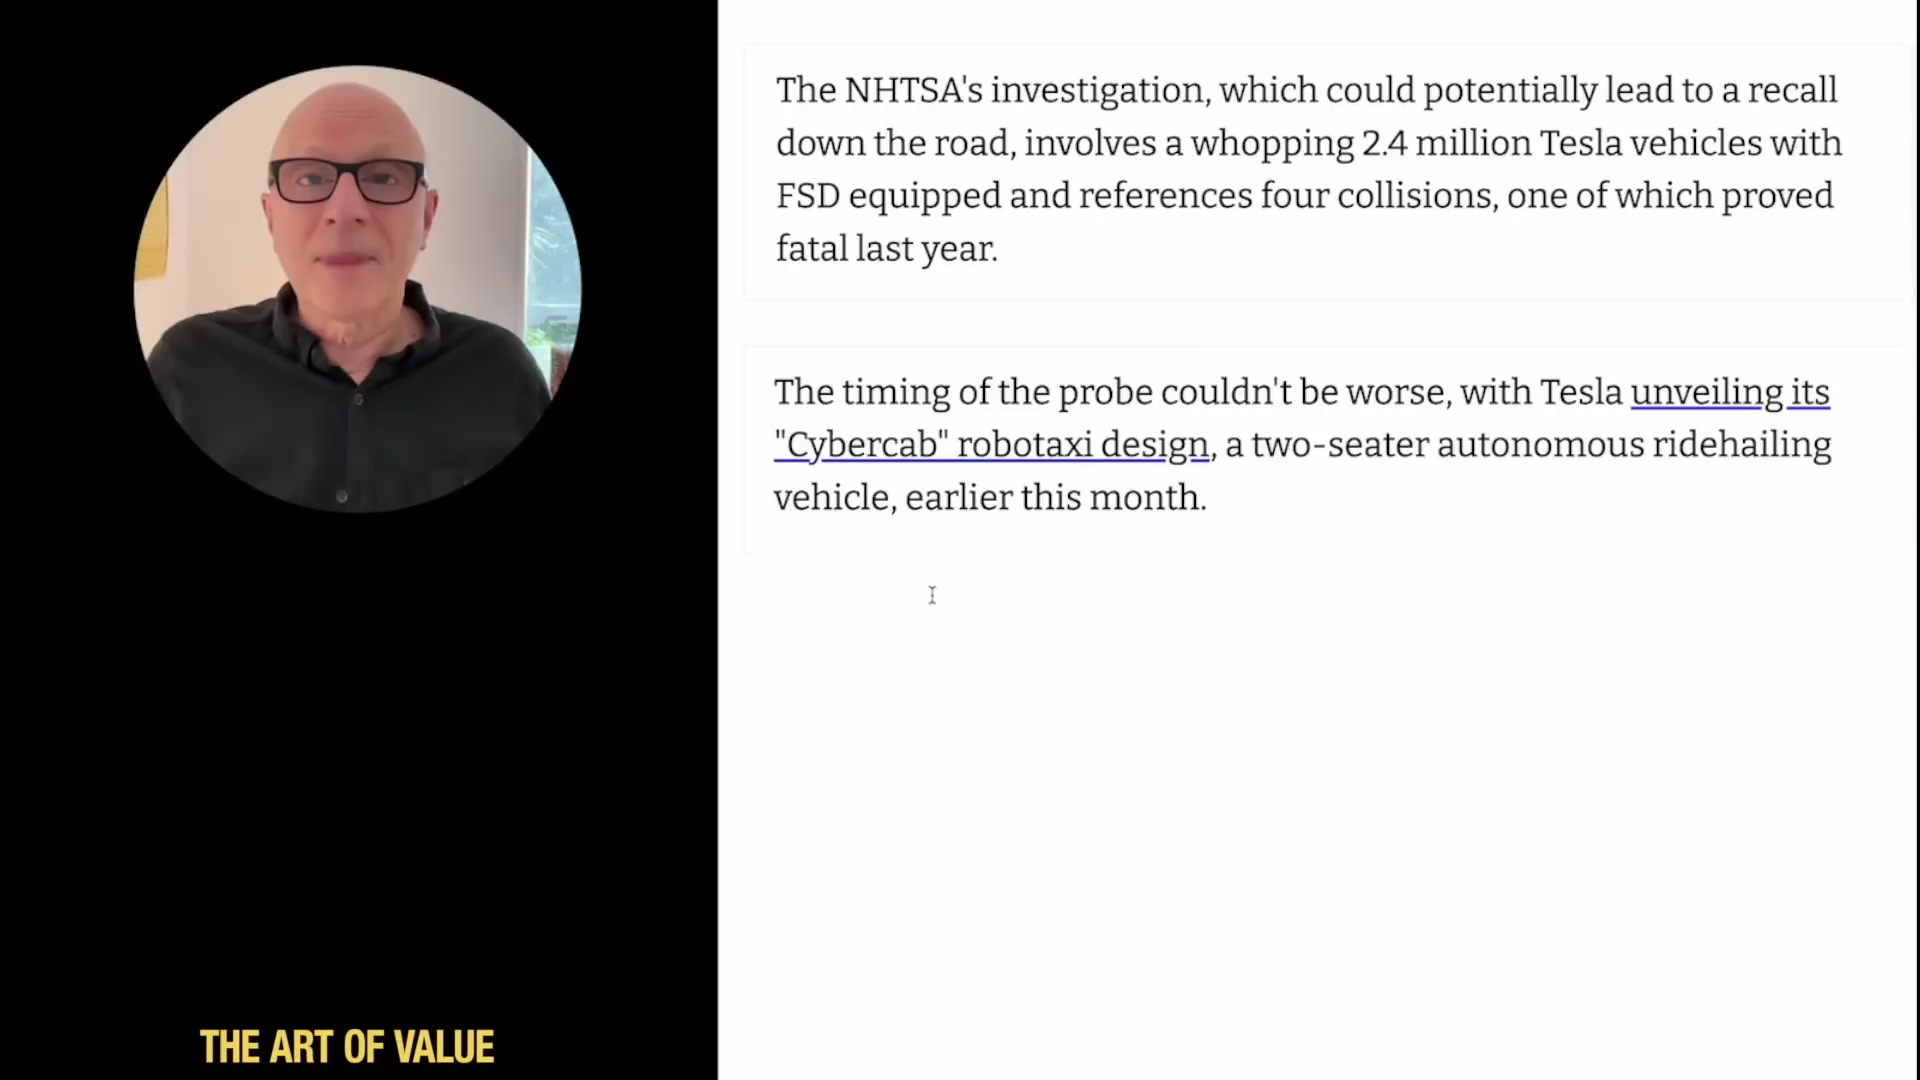 The NHTSA's investigation, which could potentially lead to a recall
down the road, involves a whopping 2.4 million Tesla vehicles with
FSD equipped and references four collisions, one of which proved
fatal last year.
The timing of the probe couldn't be worse, with Tesla unveiling its
"Cybercab" robotaxi design, a two-seater autonomous ridehailing
vehicle, earlier this month.
THE ART OF VALUE